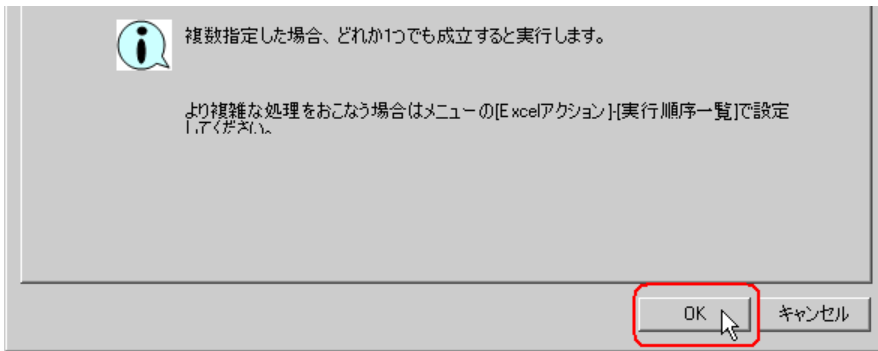 複数指定した場合、どれか1つでも成立すると実行します。
より複雑な処理をおこなう場合はメニューの[Excelアクション]-[実行順序一覧]で設定
してください。
OK
キャンセル